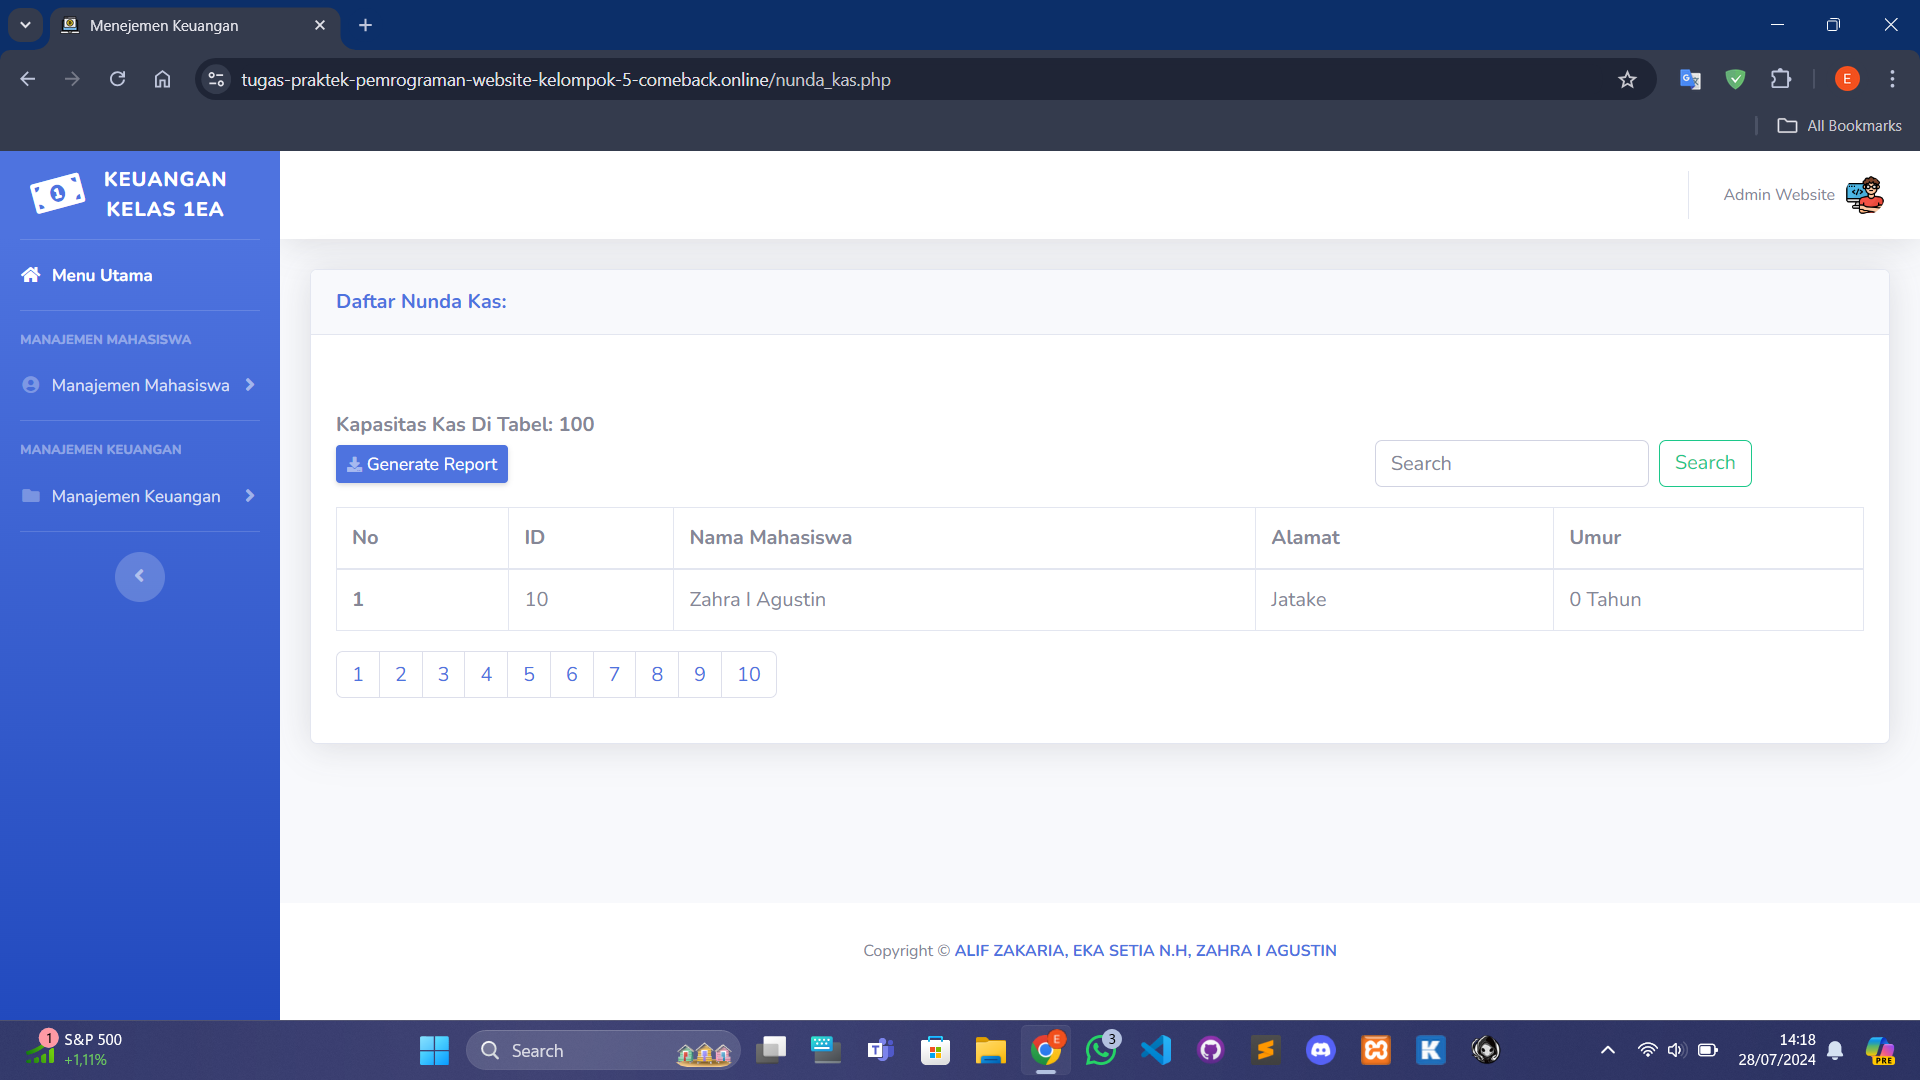 Menejemen Keuangan
tugas-praktek-pemrograman-website-kelompok-5-comeback.online/nunda_kas.php
E
All Bookmarks
KEUANGAN
KELAS 1EA
Admin Website
Menu Utama
MANAJEMEN MAHASISWA
Manajemen Mahasiswa
MANAJEMEN KEUANGAN
Manajemen Keuangan
Daftar Nunda Kas:
Kapasitas Kas Di Tabel: 100
Generate Report
Search
Search
No ID Nama Mahasiswa Alamat Umur
1 10 Zahra I Agustin Jatake 0 Tahun
1 2 3 4 5 6 7 8 9 10
Copyright © ALIF ZAKARIA, EKA SETIA N.H, ZAHRA I AGUSTIN
1
S&P 500
+1,11%
Search
E
3
14:18
28/07/2024
PRE